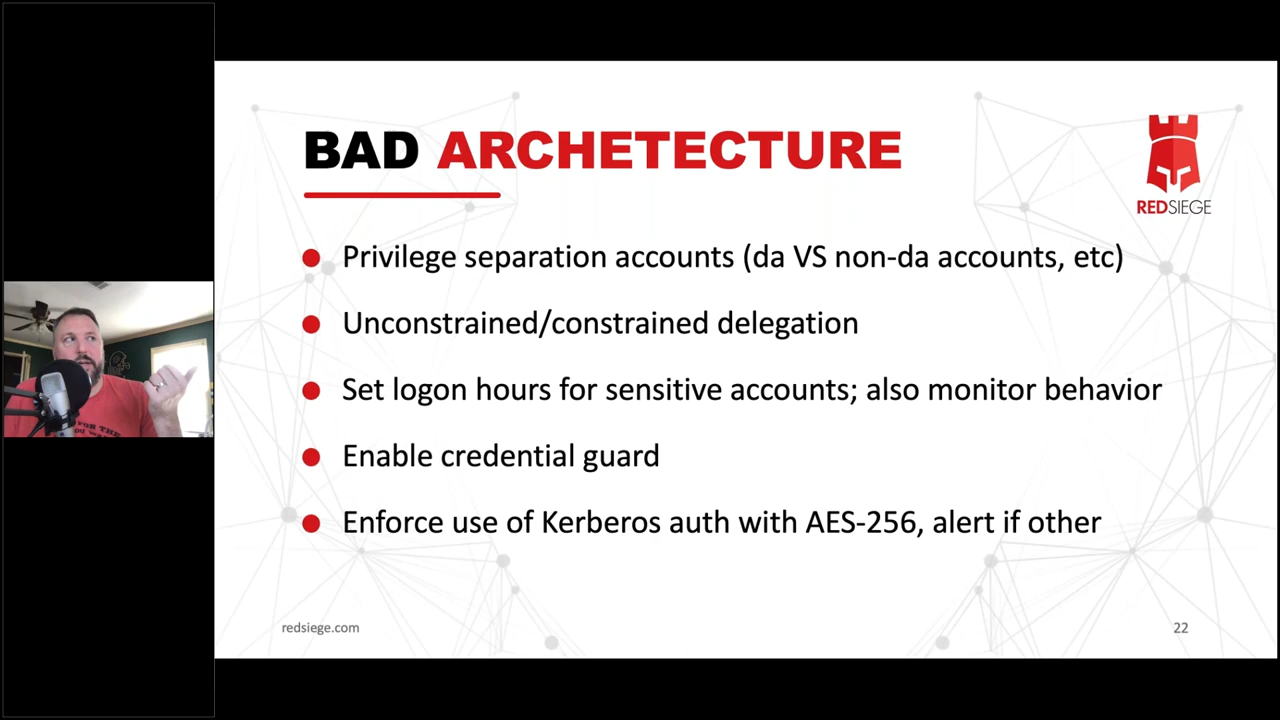 BAD ARCHETECTURE
REDSIEGE
Privilege separation accounts (da VS non-da accounts, etc)
Unconstrained/constrained delegation
Set logon hours for sensitive accounts; also monitor behavior
Enable credential guard
Enforce use of Kerberos auth with AES-256, alert if other
FOR THE
redsiege.com
22